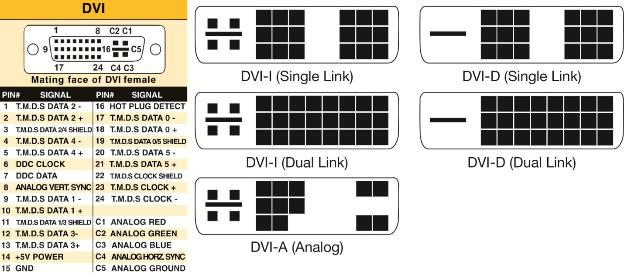 DVI
1 8 C2 C1
9 16 C5
17 24 C4 C3
Mating face of DVI female
PIN# SIGNAL PIN# SIGNAL
1 T.M.D.S DATA 2 - 16 HOT PLUG DETECT
2 T.M.D.S DATA 2 + 17 T.M.D.S DATA 0 -
3 T.M.D.S DATA 2/4 SHIELD 18 T.M.D.S DATA 0 +
4 T.M.D.S DATA 4 - 19 T.M.D.S DATA 0/5 SHIELD
5 T.M.D.S DATA 4 + 20 T.M.D.S DATA 5 -
6 DDC CLOCK 21 T.M.D.S DATA 5 +
7 DDC DATA 22 T.M.D.S CLOCK SHIELD
8 ANALOG VERT. SYNC 23 T.M.D.S CLOCK +
9 T.M.D.S DATA 1 - 24 T.M.D.S CLOCK -
10 T.M.D.S DATA 1 +
11 T.M.D.S DATA 1/3 SHIELD C1 ANALOG RED
12 T.M.D.S DATA 3- C2 ANALOG GREEN
13 T.M.D.S DATA 3+ C3 ANALOG BLUE
14 +5V POWER C4 ANALOG HORZ. SYNC
15 GND C5 ANALOG GROUND
DVI-I (Single Link) DVI-D (Single Link)
DVI-I (Dual Link) DVI-D (Dual Link)
DVI-A (Analog)